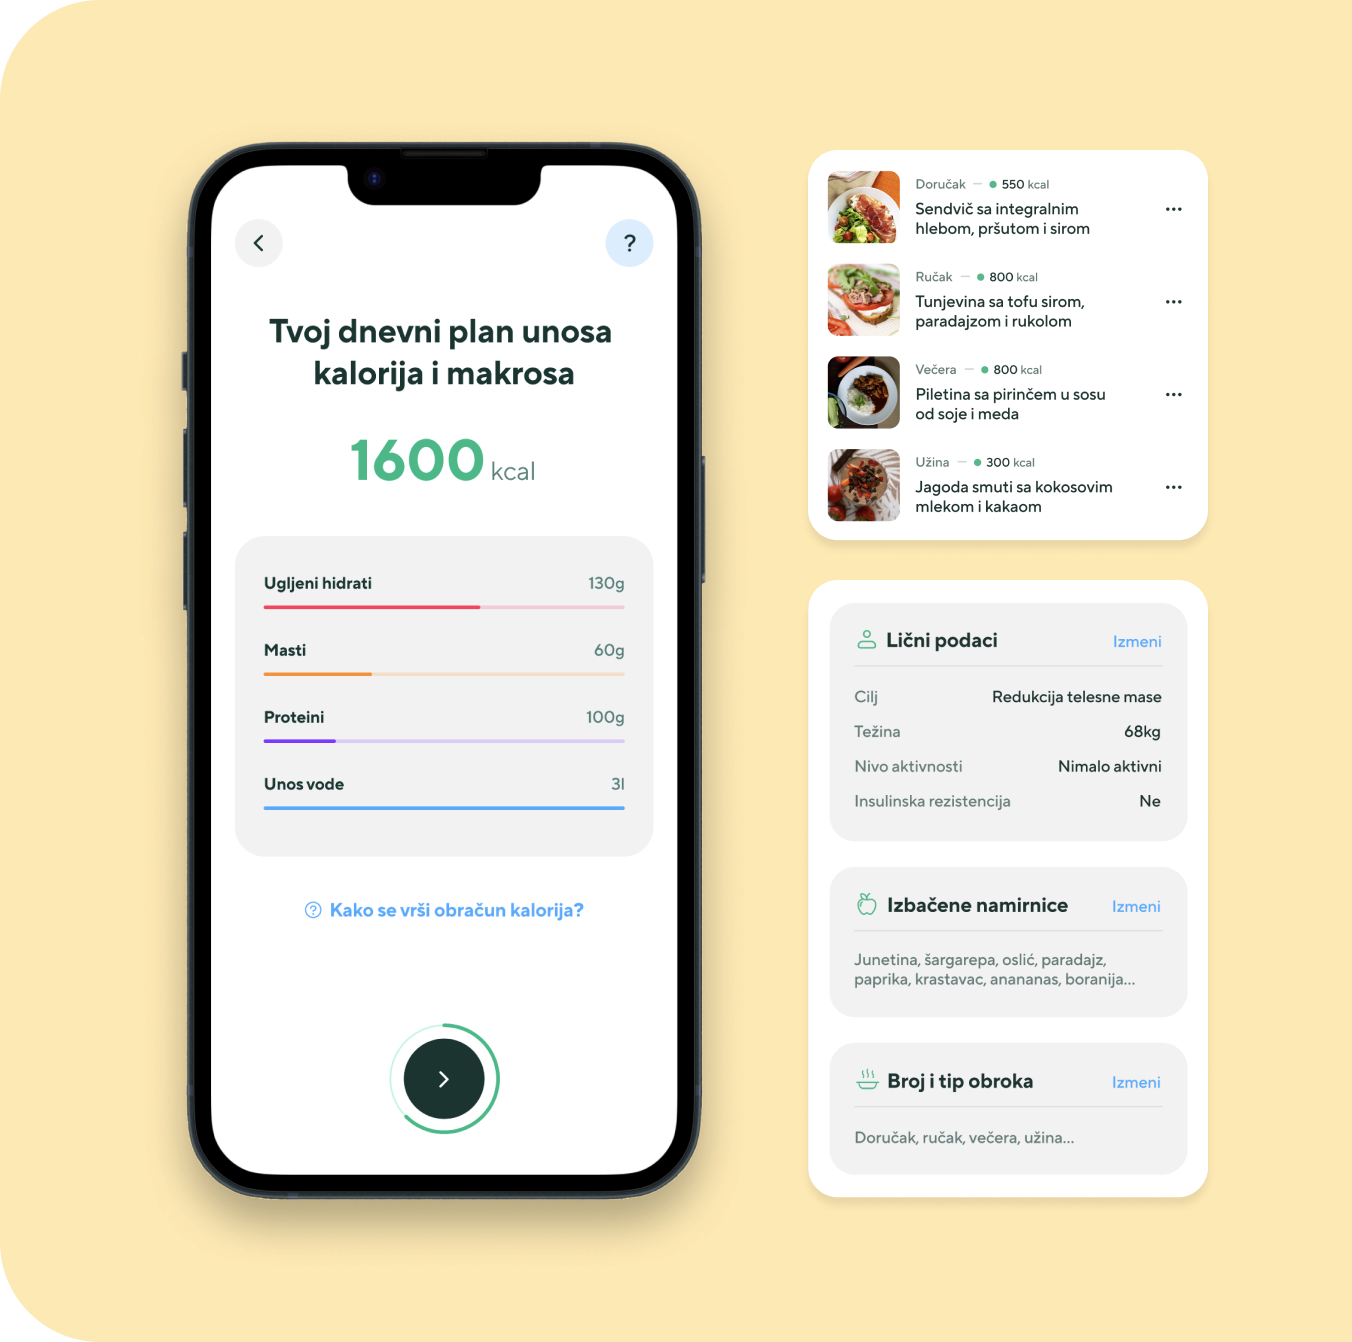 ?
Tvoj dnevni plan unosa
kalorija i makrosa
1600 kcal
Ugljeni hidrati 130g
Masti 60g
Proteini 100g
Unos vode 3l
? Kako se vrši obračun kalorija?
Doručak — 550 kcal
Sendvič sa integralnim
hlebom, pršutom i sirom
Ručak — 800 kcal
Tunjevina sa tofu sirom,
paradajzom i rukolom
Večera — 800 kcal
Piletina sa pirinčem u sosu
od soje i meda
Užina — 300 kcal
Jagoda smuti sa kokosovim
mlekom i kakaom
Lični podaci Izmeni
Cilj Redukcija telesne mase
Težina 68kg
Nivo aktivnosti Nimalo aktivni
Insulinska rezistencija Ne
Izbačene namirnice Izmeni
Junetina, šargarepa, oslić, paradajz,
paprika, krastavac, anananas, boranija...
Broj i tip obroka Izmeni
Doručak, ručak, večera, užina...